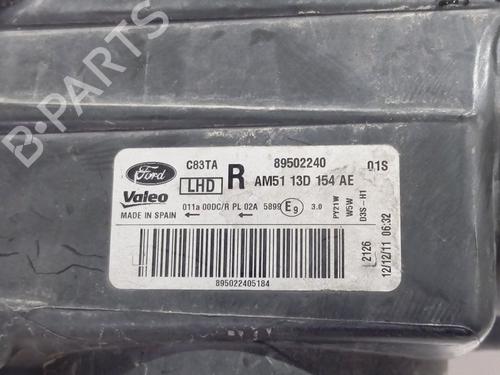 B-PARTS
Ford
C83TA
89502240
01S
LHD R AM51 13D 154 AE
Valeo
MADE IN SPAIN
011a 00DC/R PL 02A 5899 E9 3.0
PY21W
W5W
D3S-H1
2126
12/12/11 06:32
895022405184